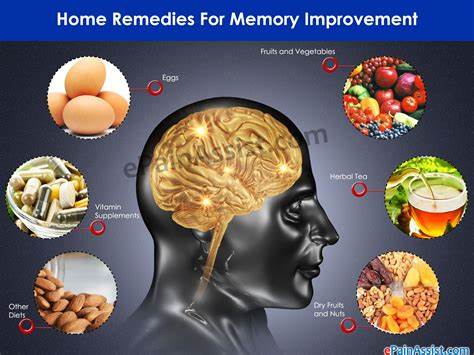 Home Remedies For Memory Improvement
Eggs
Fruits and Vegetables
ePainAssist.com
Vitamin
Supplements
Herbal Tea
Other
Diets
Dry Fruits
and Nuts
ePainAssist.com